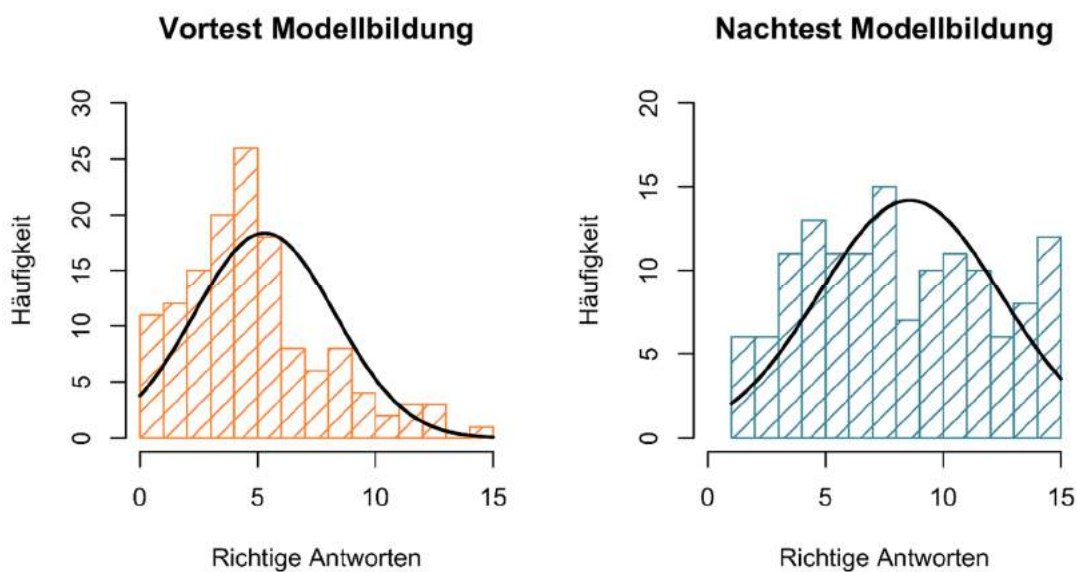 Vortest Modellbildung
Häufigkeit
30
25
20
15
10
5
0
0 5 10 15
Richtige Antworten
Nachtest Modellbildung
Häufigkeit
20
15
10
5
0
0 5 10 15
Richtige Antworten